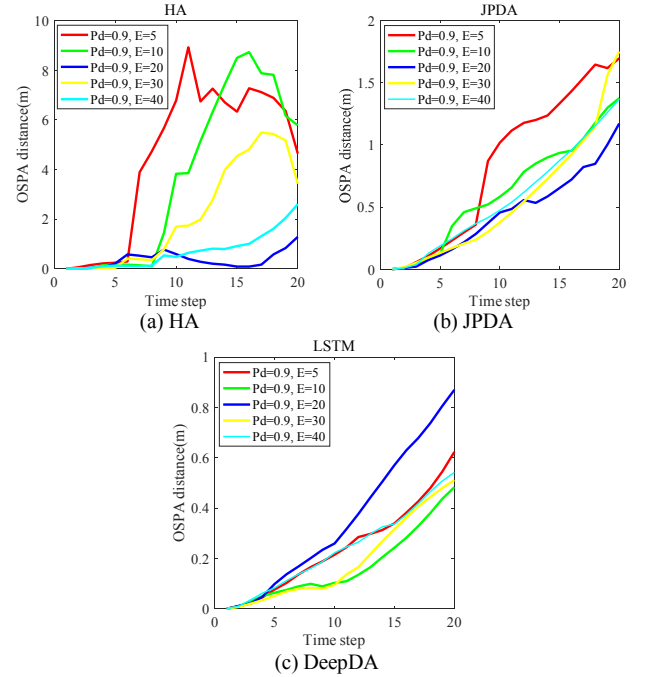 HA
OSPA distance(m)
10
8
6
4
2
0
Pd=0.9, E=5
Pd=0.9, E=10
Pd=0.9, E=20
Pd=0.9, E=30
Pd=0.9, E=40
0 5 10 15 20
Time step
(a) HA
JPDA
OSPA distance(m)
2
1.5
1
0.5
0
Pd=0.9, E=5
Pd=0.9, E=10
Pd=0.9, E=20
Pd=0.9, E=30
Pd=0.9, E=40
0 5 10 15 20
Time step
(b) JPDA
LSTM
OSPA distance(m)
1
0.8
0.6
0.4
0.2
0
Pd=0.9, E=5
Pd=0.9, E=10
Pd=0.9, E=20
Pd=0.9, E=30
Pd=0.9, E=40
0 5 10 15 20
Time step
(c) DeepDA